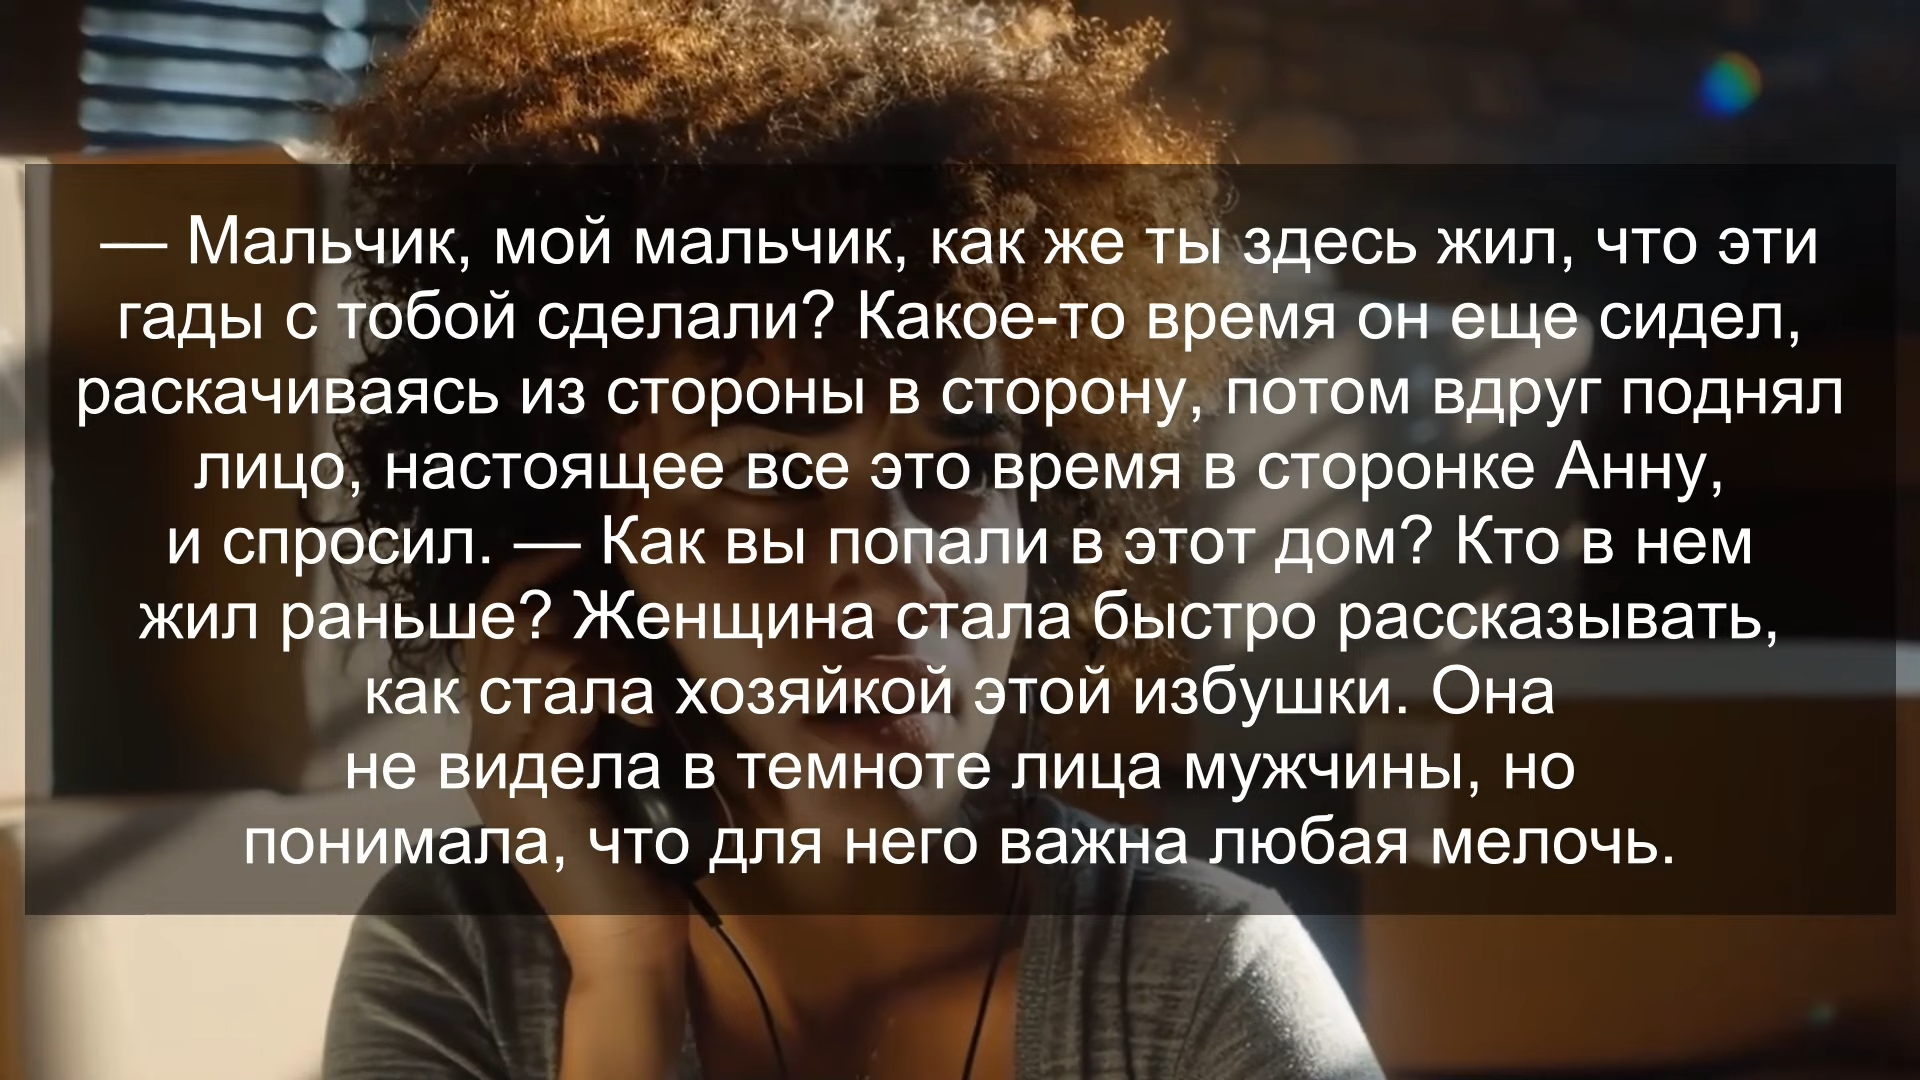 — Мальчик, мой мальчик, как же ты здесь жил, что эти
гады с тобой сделали? Какое-то время он еще сидел,
раскачиваясь из стороны в сторону, потом вдруг поднял
лицо, настоящее все это время в сторонке Анну,
и спросил. — Как вы попали в этот дом? Кто в нем
жил раньше? Женщина стала быстро рассказывать,
как стала хозяйкой этой избушки. Она
не видела в темноте лица мужчины, но
понимала, что для него важна любая мелочь.